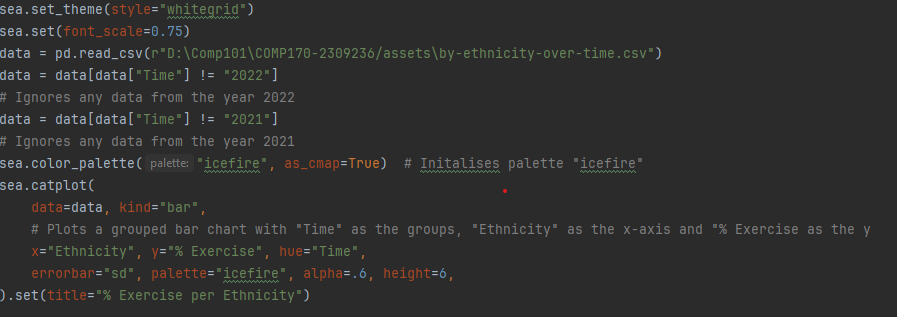 sea.set_theme(style="whitegrid")
sea.set(font_scale=0.75)
data = pd.read_csv(r"D:\Comp101\COMP170-2309236/assets\by-ethnicity-over-time.csv")
data = data[data["Time"] != "2022"]
# Ignores any data from the year 2022
data = data[data["Time"] != "2021"]
# Ignores any data from the year 2021
sea.color_palette( palette: "icefire", as_cmap=True)  # Initalises palette "icefire"
sea.catplot(
    data=data, kind="bar",
    # Plots a grouped bar chart with "Time" as the groups, "Ethnicity" as the x-axis and "% Exercise as the y
    x="Ethnicity", y="% Exercise", hue="Time",
    errorbar="sd", palette="icefire", alpha=.6, height=6,
).set(title="% Exercise per Ethnicity")